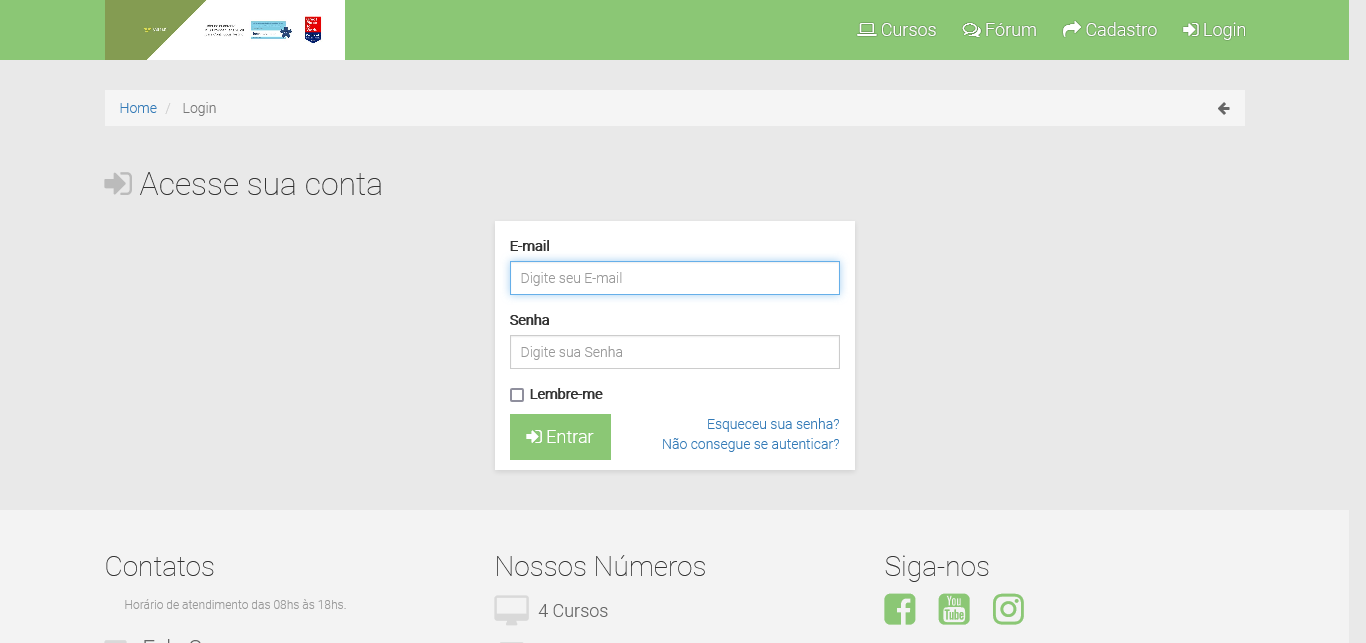 Cursos
Fórum
Cadastro
Login
Home / Login
Acesse sua conta
E-mail
Digite seu E-mail
Senha
Digite sua Senha
Lembre-me
Entrar
Esqueceu sua senha?
Não consegue se autenticar?
Contatos
Horário de atendimento das 08hs às 18hs.
Nossos Números
4 Cursos
Siga-nos
You
Tube